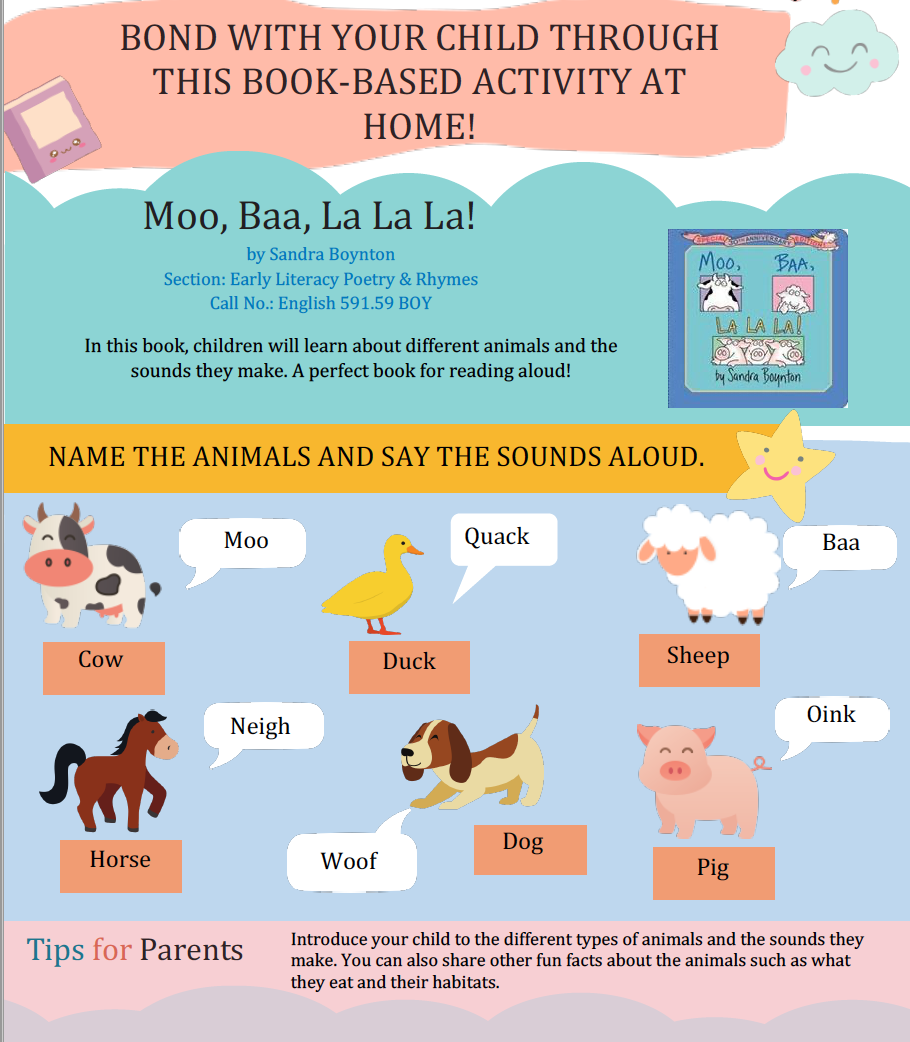 BOND WITH YOUR CHILD THROUGH
THIS BOOK-BASED ACTIVITY AT
HOME!
Moo, Baa, La La La!
by Sandra Boynton
Section: Early Literacy Poetry & Rhymes
Call No.: English 591.59 BOY
In this book, children will learn about different animals and the
sounds they make. A perfect book for reading aloud!
SPECIAL ANNIVERSARY EDITION
MOO, BAA,
LA LA LA!
by Sandra Boynton
NAME THE ANIMALS AND SAY THE SOUNDS ALOUD.
Moo
Quack
Baa
Cow
Duck
Sheep
Neigh
Oink
Woof
Dog
Horse
Pig
Tips for Parents
Introduce your child to the different types of animals and the sounds they
make. You can also share other fun facts about the animals such as what
they eat and their habitats.